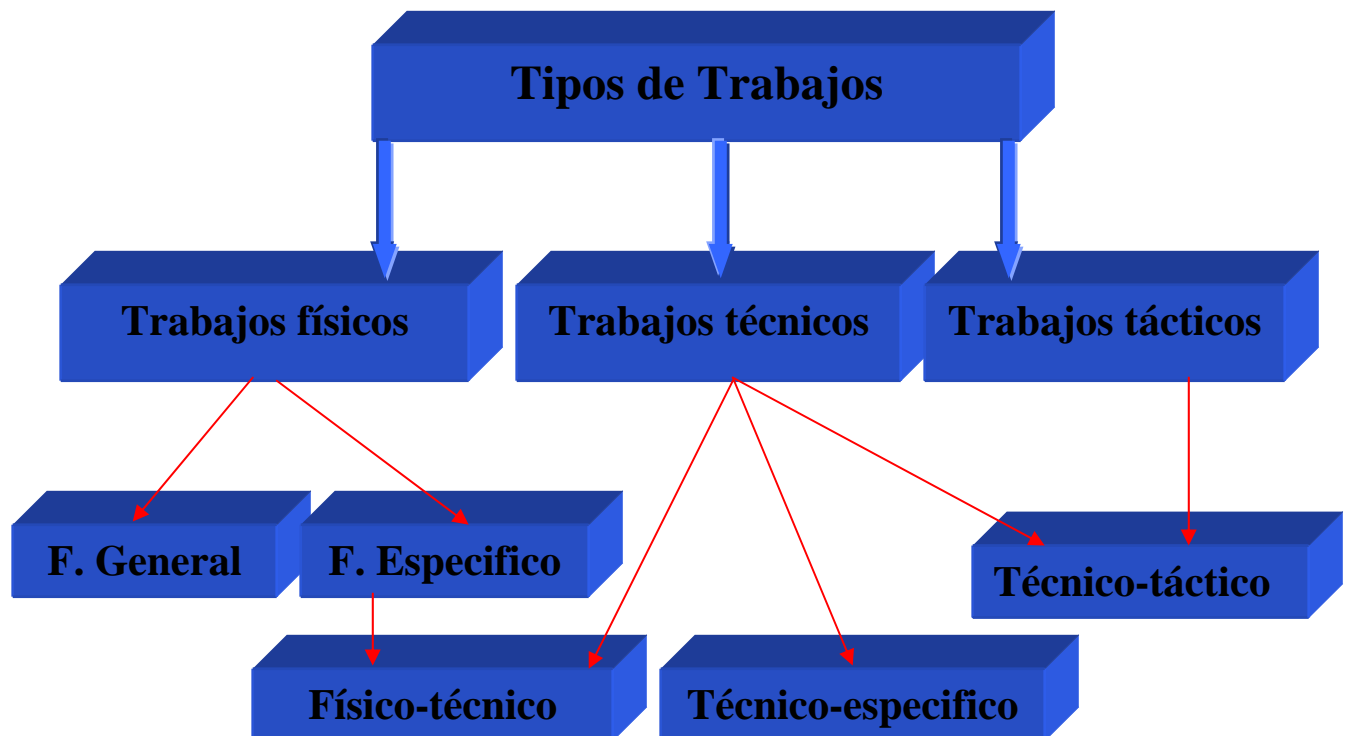 Tipos de Trabajos
Trabajos físicos
Trabajos técnicos
Trabajos tácticos
F. General
F. Especifico
Técnico-táctico
Físico-técnico
Técnico-especifico